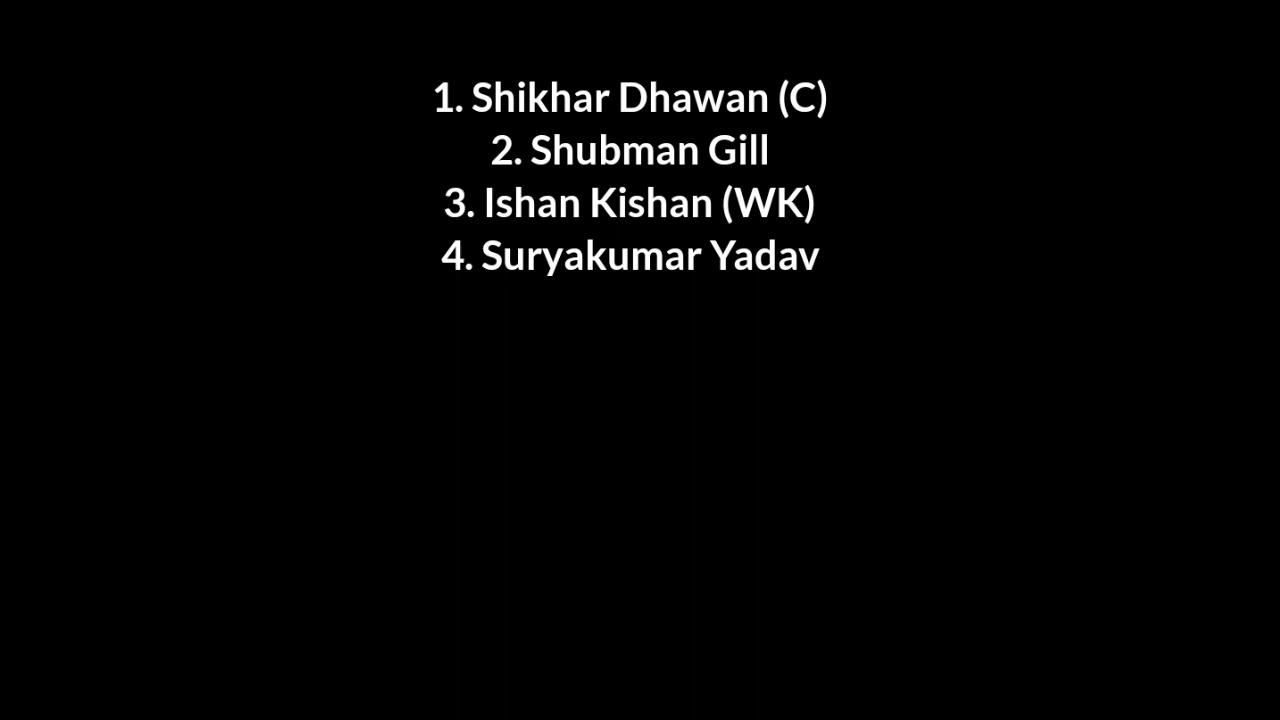 1. Shikhar Dhawan (C)
2. Shubman Gill
3. Ishan Kishan (WK)
4. Suryakumar Yadav